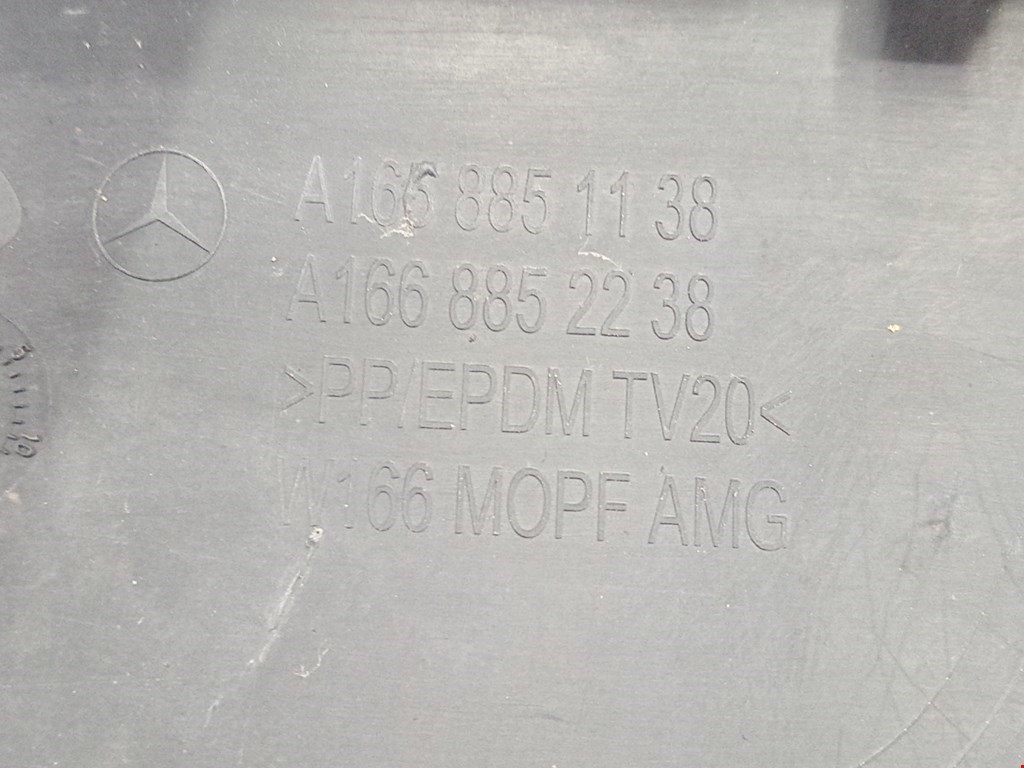 A166 885 11 38
A166 885 22 38
>PP/EPDM TV20<
W166 MOPF AMG